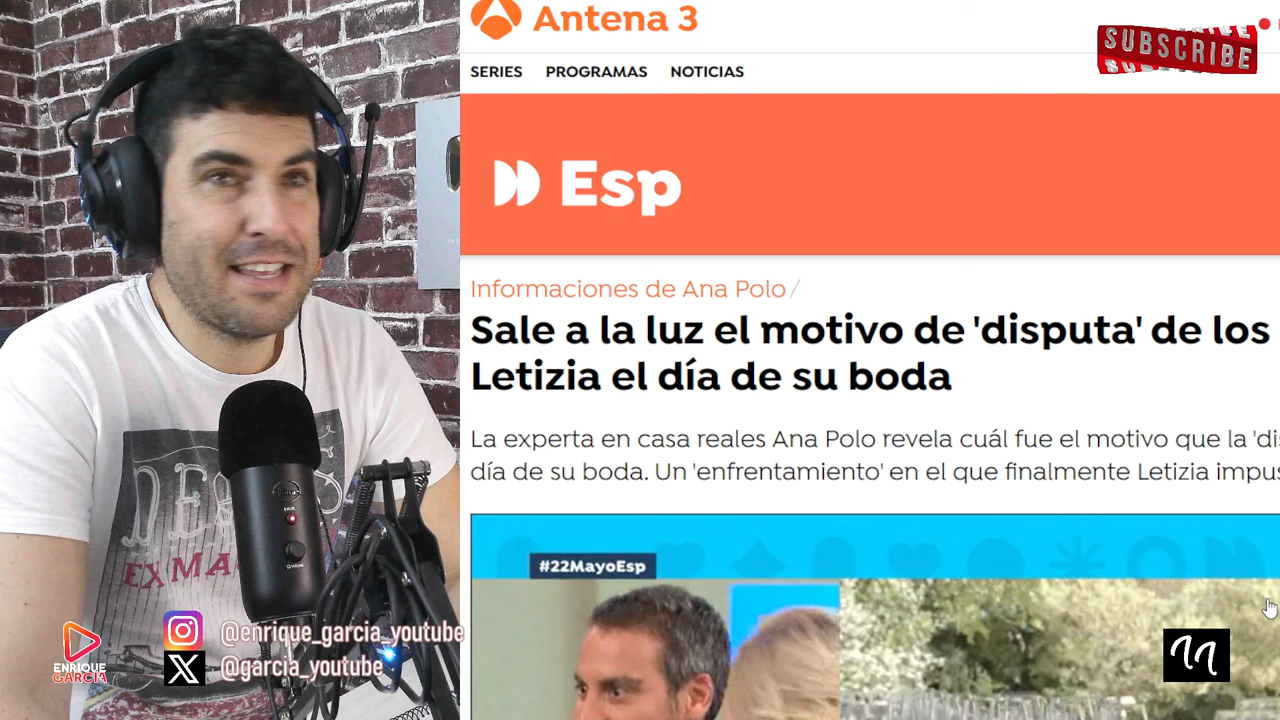 Antena 3
SUBSCRIBE
SERIES PROGRAMAS NOTICIAS
Esp
Informaciones de Ana Polo/
Sale a la luz el motivo de 'disputa' de los
Letizia el día de su boda
La experta en casa reales Ana Polo revela cuál fue el motivo que la
día de su boda. Un 'enfrentamiento' en el que finalmente Letizia
#22MayoEsp
EX MA
@enrique_garcia_youtube
@garcia_youtube
ENRIQUE
GARCIA